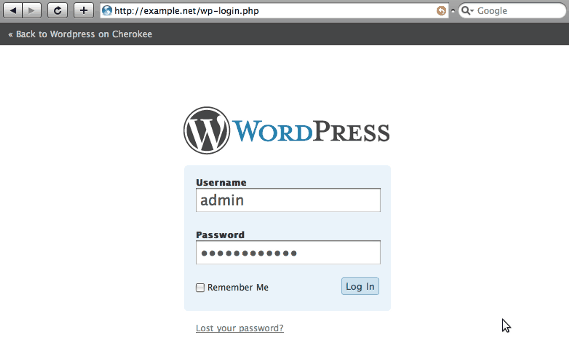 http://example.net/wp-login.php
Google
« Back to Wordpress on Cherokee
WORDPRESS
Username
admin
Password
●●●●●●●●●●●●
Remember Me
Log In
Lost your password?